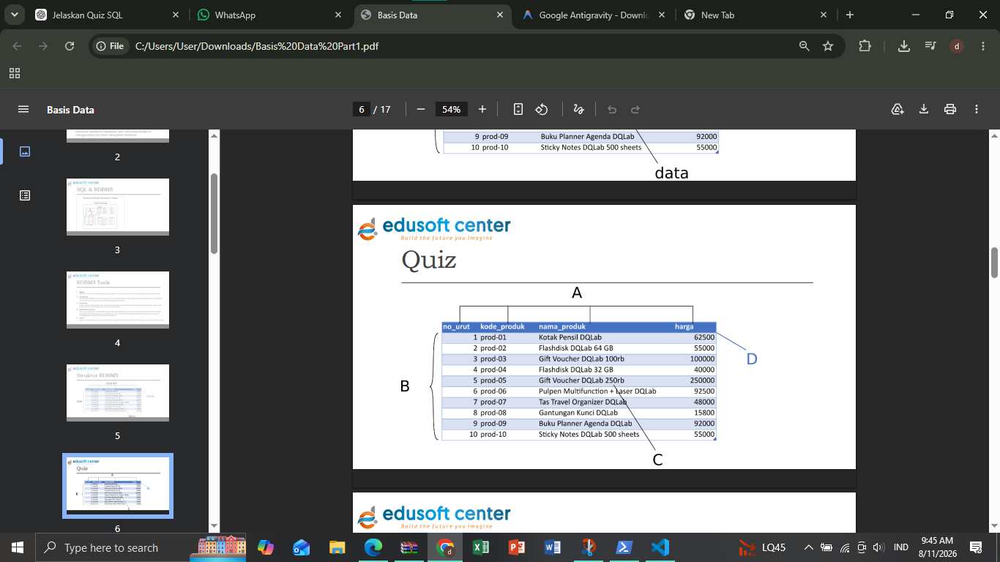 Jelaskan Quiz SQL
WhatsApp
Basis Data
Google Antigravity - Downlo
New Tab
File
C:/Users/User/Downloads/Basis%20Data%20Part1.pdf
d
Basis Data
6 / 17
54%
2
edusoft center
SQL & RDBMS
3
edusoft center
RDBMS Tools
4
edusoft center
Struktur RDBMS
5
edusoft center
Quiz
A
B
D
C
6
9 prod-09 Buku Planner Agenda DQLab 92000
10 prod-10 Sticky Notes DQLab 500 sheets 55000
data
edusoft center
Build the future you imagine
Quiz
A
no_urut kode_produk nama_produk harga
1 prod-01 Kotak Pensil DQLab 62500
2 prod-02 Flashdisk DQLab 64 GB 55000
3 prod-03 Gift Voucher DQLab 100rb 100000
4 prod-04 Flashdisk DQLab 32 GB 40000
5 prod-05 Gift Voucher DQLab 250rb 250000
6 prod-06 Pulpen Multifunction + Laser DQLab 92500
7 prod-07 Tas Travel Organizer DQLab 48000
8 prod-08 Gantungan Kunci DQLab 15800
9 prod-09 Buku Planner Agenda DQLab 92000
10 prod-10 Sticky Notes DQLab 500 sheets 55000
B
D
C
edusoft center
Build the future you imagine
Type here to search
LQ45
IND
9:45 AM
8/11/2026